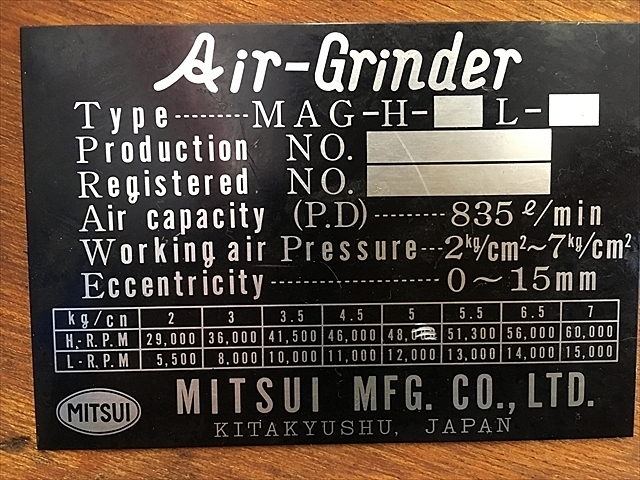 Air-Grinder
Type---------MAG-H- L-
Production NO.
Registered NO.
Air capacity (P.D)---------835ℓ/min
Working air Pressure---2kg/cm²~7kg/cm²
Eccentricity---------------------0~15mm
kg/cn 2 3 3.5 4.5 5 5.5 6.5 7
H.-R.P.M 29,000 36,000 41,500 46,000 51,300 56,000 60,000
L-R.P.M 5,500 8,000 10,000 11,000 12,000 13,000 14,000 15,000
MITSUI MITSUI MFG. CO., LTD.
KITAKYUSHU, JAPAN